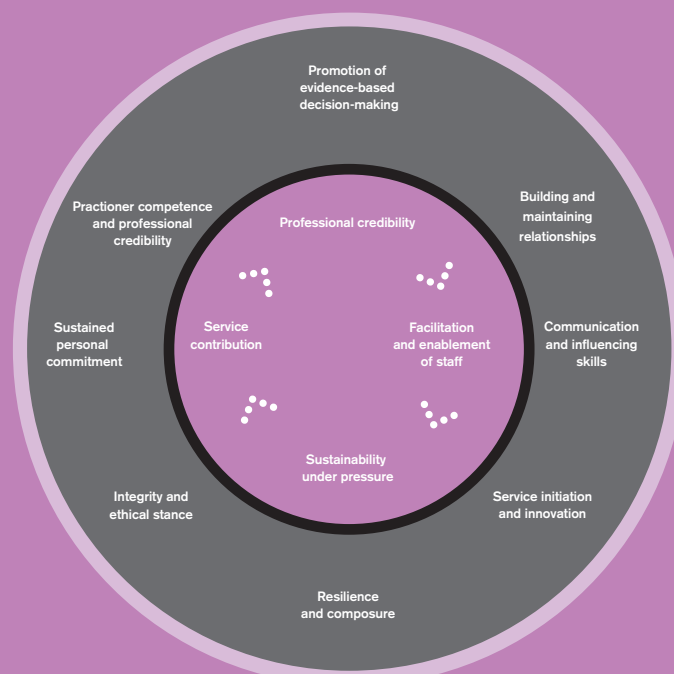 Promotion of
evidence-based
decision-making
Building and
maintaining
relationships
Practioner competence
and professional
credibility
Professional credibility
Sustained
personal
commitment
Service
contribution
Facilitation
and enablement
of staff
Communication
and influencing
skills
Sustainability
under pressure
Integrity and
ethical stance
Service initiation
and innovation
Resilience
and composure